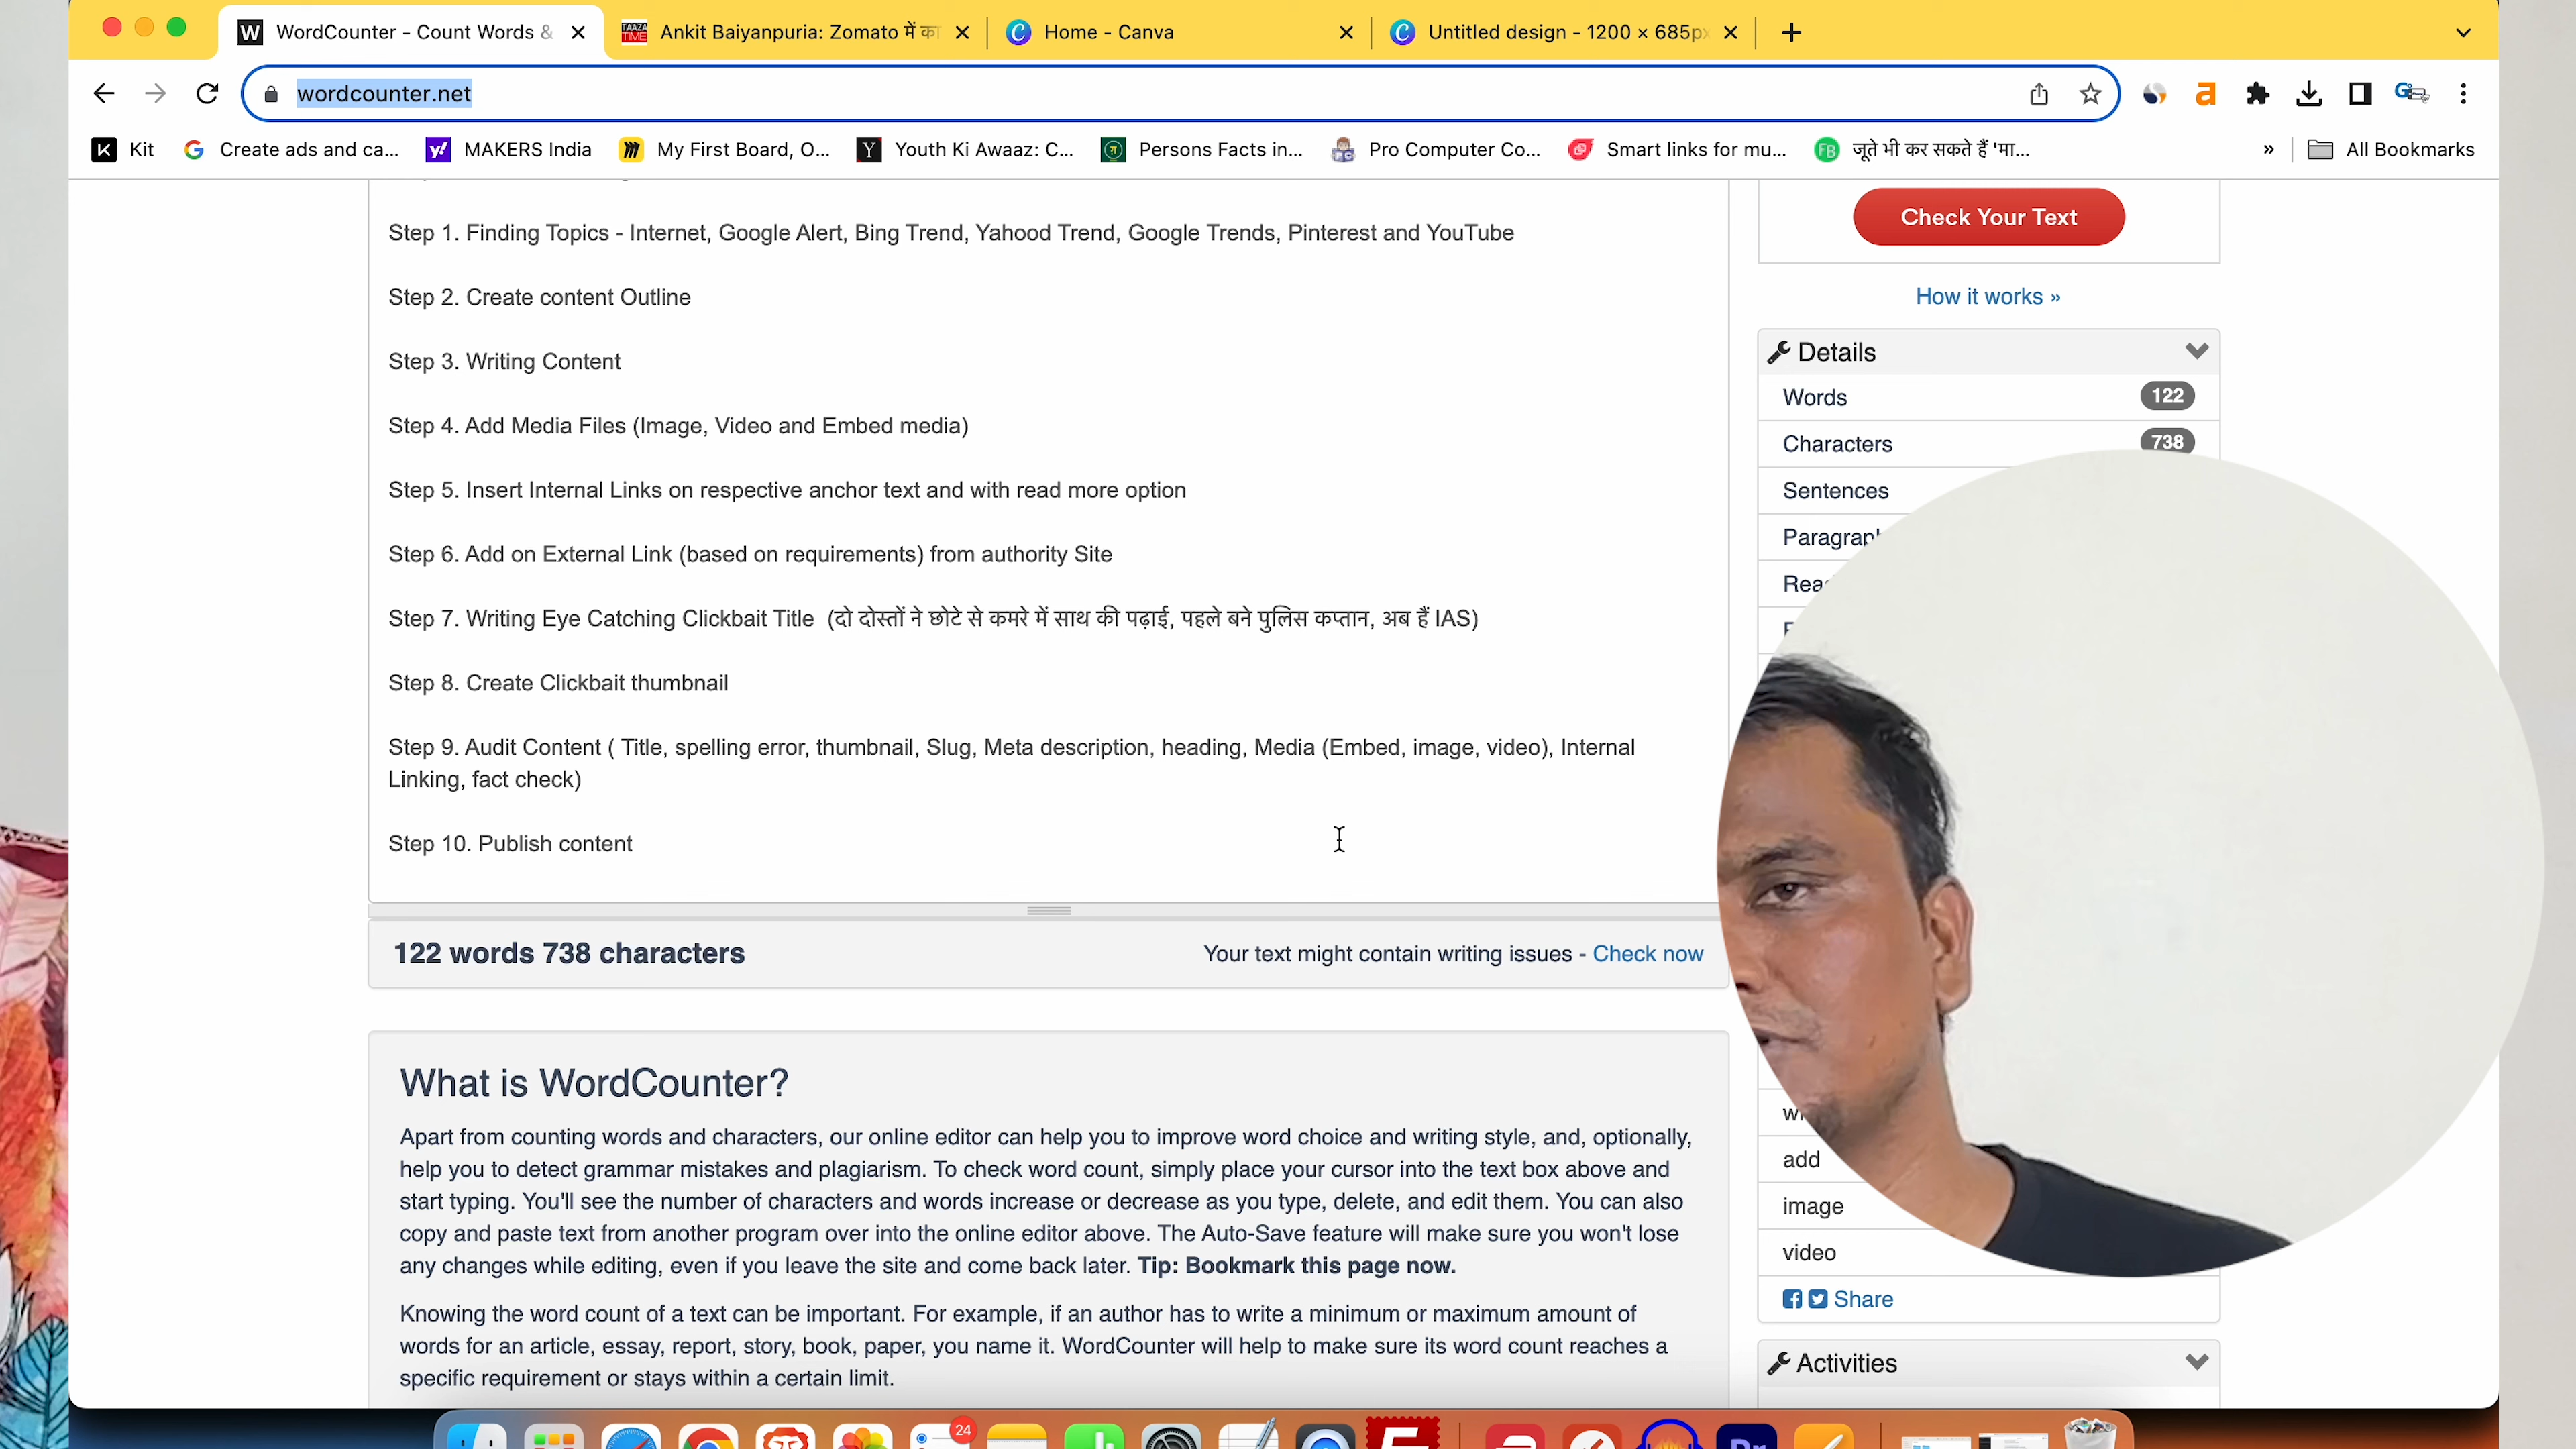 WordCounter - Count Words &
Ankit Baiyanpuria: Zomato में का
Home - Canva
Untitled design - 1200 × 685px
wordcounter.net
Kit
Create ads and ca...
MAKERS India
My First Board, O...
Youth Ki Awaaz: C...
Persons Facts in...
Pro Computer Co...
Smart links for mu...
जूते भी कर सकते हैं 'मा...
»
All Bookmarks
Step 1. Finding Topics - Internet, Google Alert, Bing Trend, Yahood Trend, Google Trends, Pinterest and YouTube
Step 2. Create content Outline
Step 3. Writing Content
Step 4. Add Media Files (Image, Video and Embed media)
Step 5. Insert Internal Links on respective anchor text and with read more option
Step 6. Add on External Link (based on requirements) from authority Site
Step 7. Writing Eye Catching Clickbait Title (दो दोस्तों ने छोटे से कमरे में साथ की पढ़ाई, पहले बने पुलिस कप्तान, अब हैं IAS)
Step 8. Create Clickbait thumbnail
Step 9. Audit Content ( Title, spelling error, thumbnail, Slug, Meta description, heading, Media (Embed, image, video), Internal
Linking, fact check)
Step 10. Publish content
122 words 738 characters
Your text might contain writing issues - Check now
What is WordCounter?
Apart from counting words and characters, our online editor can help you to improve word choice and writing style, and, optionally,
help you to detect grammar mistakes and plagiarism. To check word count, simply place your cursor into the text box above and
start typing. You'll see the number of characters and words increase or decrease as you type, delete, and edit them. You can also
copy and paste text from another program over into the online editor above. The Auto-Save feature will make sure you won't lose
any changes while editing, even if you leave the site and come back later. Tip: Bookmark this page now.
Knowing the word count of a text can be important. For example, if an author has to write a minimum or maximum amount of
words for an article, essay, report, story, book, paper, you name it. WordCounter will help to make sure its word count reaches a
specific requirement or stays within a certain limit.
Check Your Text
How it works »
Details
Words 122
Characters 738
Sentences
add
image
video
Share
Activities
24